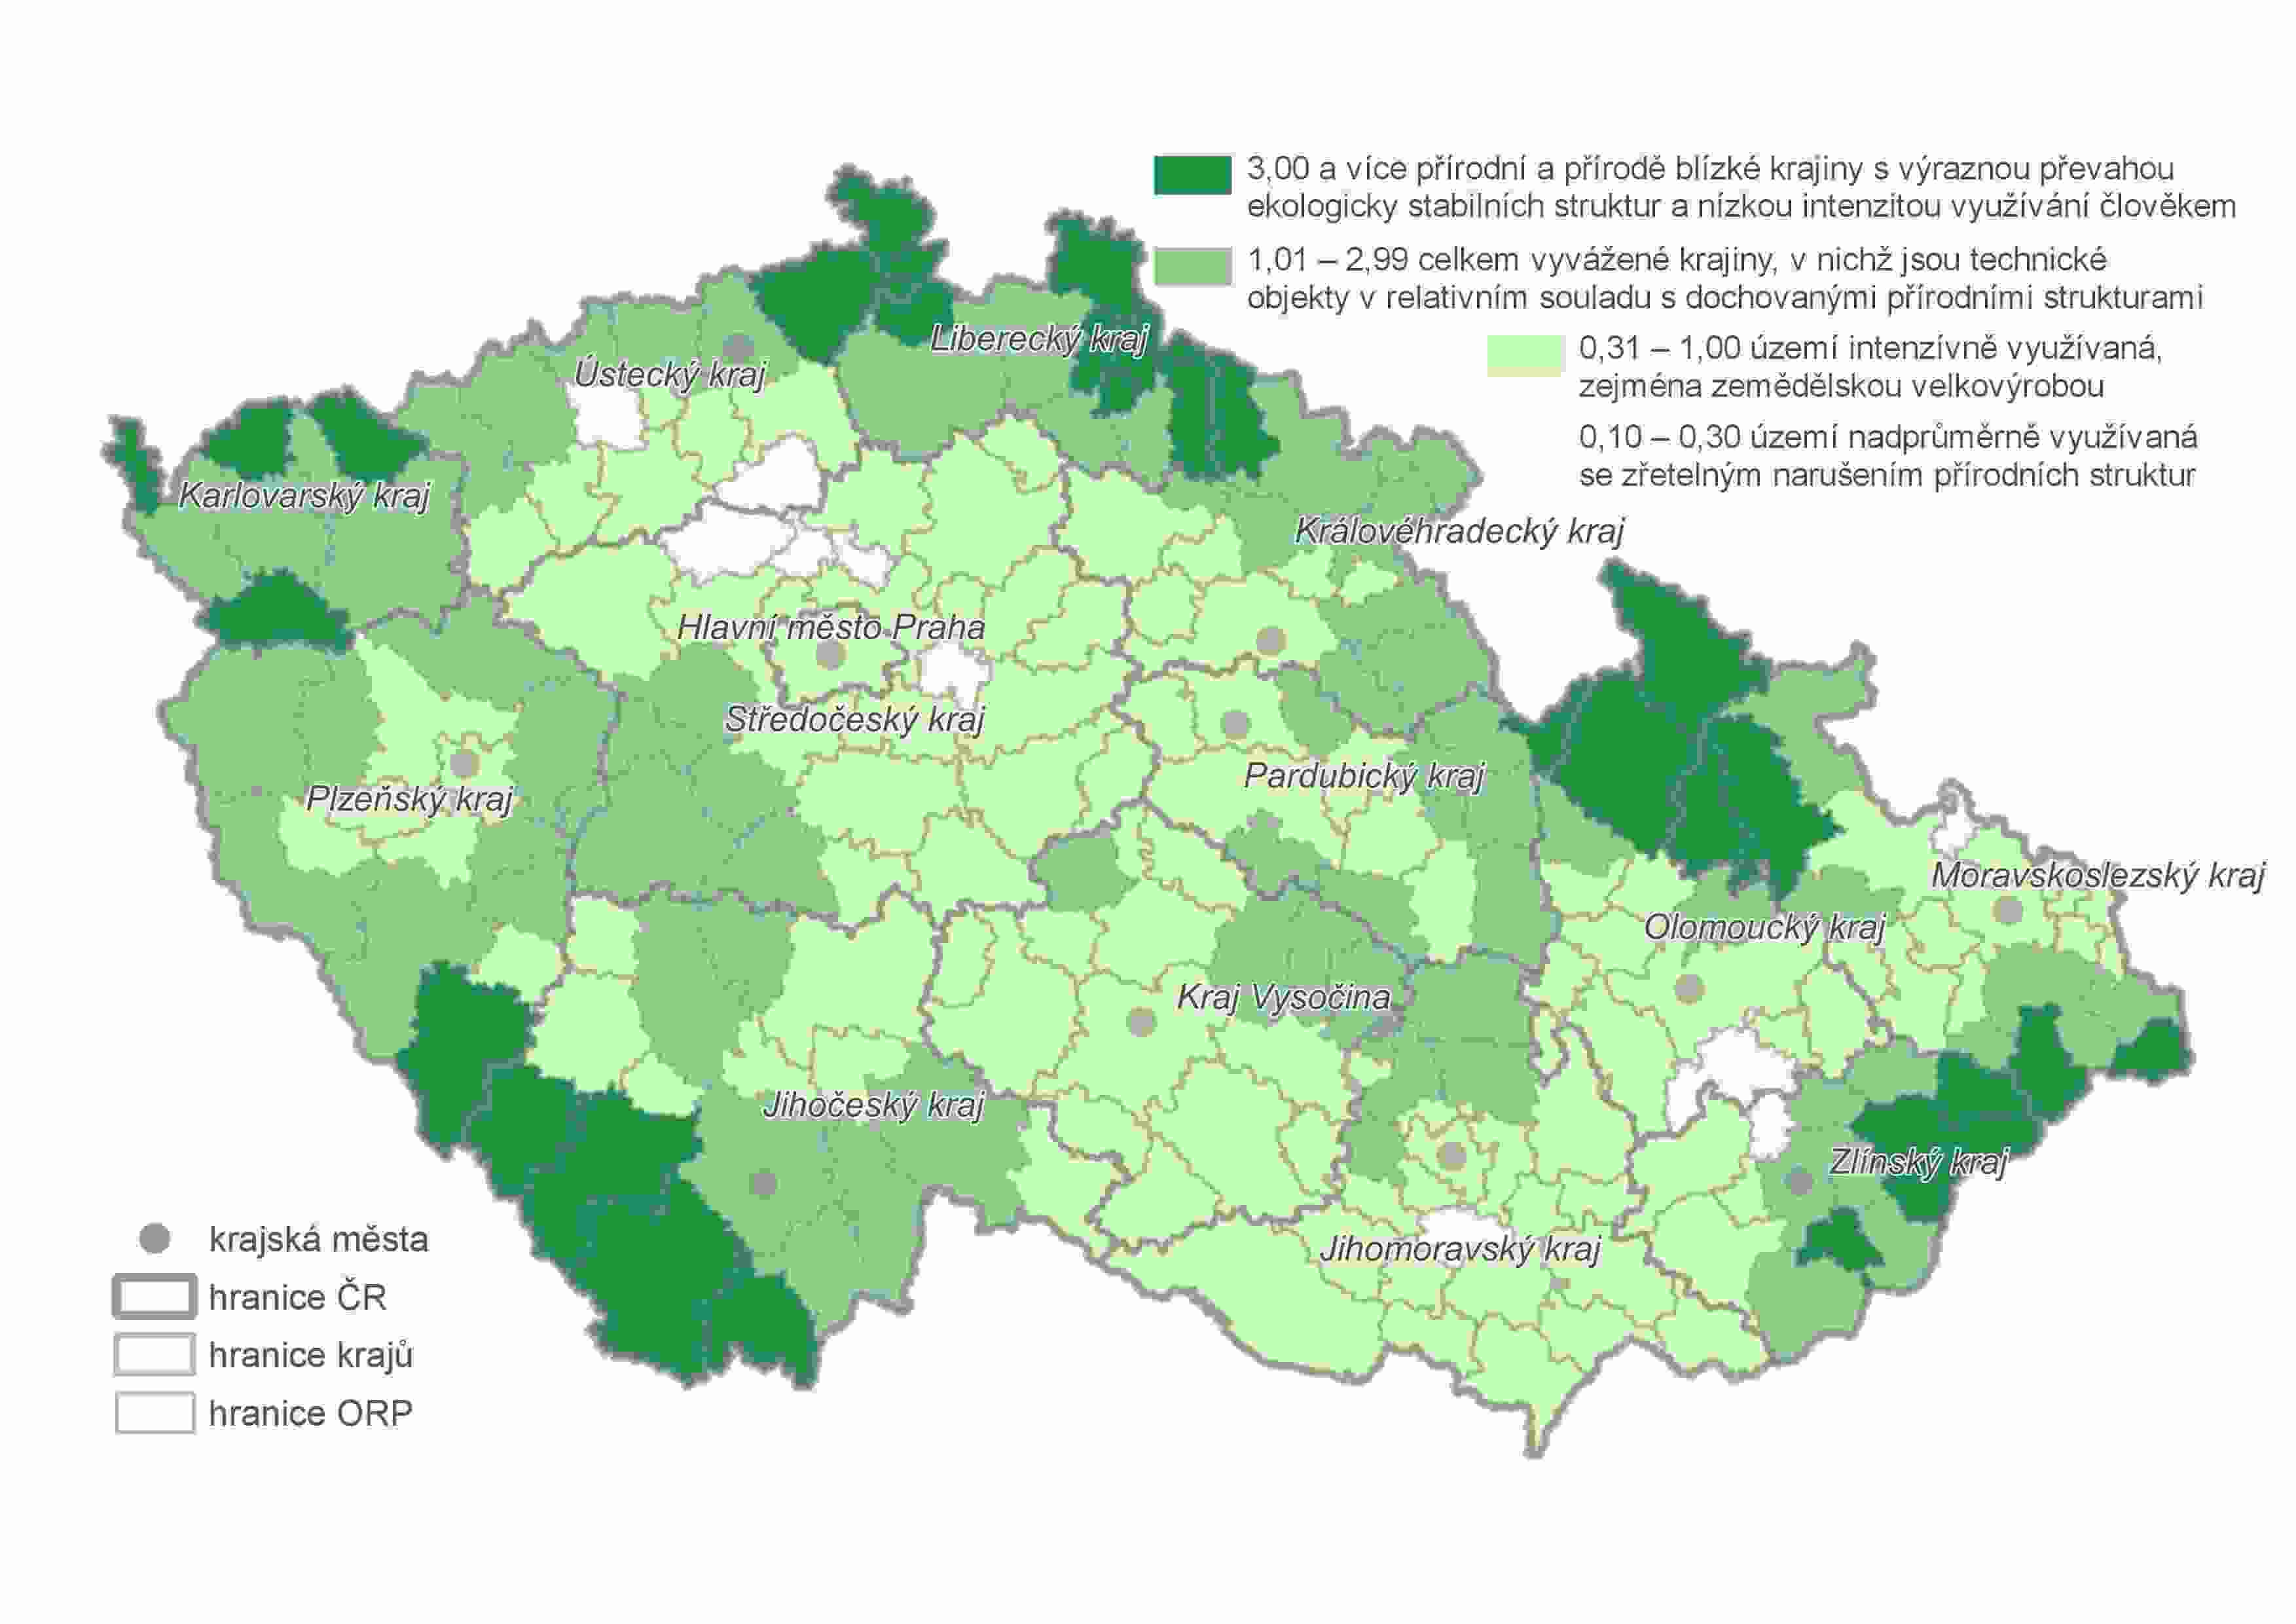 3,00 a více přírodní a přírodě blízké krajiny s výraznou převahou
ekologicky stabilních struktur a nízkou intenzitou využívání člověkem
1,01 – 2,99 celkem vyvážené krajiny, v nichž jsou technické
objekty v relativním souladu s dochovanými přírodními strukturami
0,31 – 1,00 území intenzívně využívaná,
zejména zemědělskou velkovýrobou
0,10 – 0,30 území nadprůměrně využívaná
se zřetelným narušením přírodních struktur
Liberecký kraj
Ústecký kraj
Karlovarský kraj
Královéhradecký kraj
Hlavní město Praha
Středočeský kraj
Pardubický kraj
Plzeňský kraj
Moravskoslezský kraj
Olomoucký kraj
Kraj Vysočina
Jihočeský kraj
Zlínský kraj
Jihomoravský kraj
krajská města
hranice ČR
hranice krajů
hranice ORP